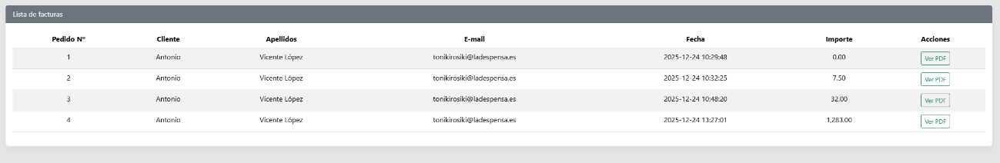 Lista de facturas
Pedido Nº Cliente Apellidos E-mail Fecha Importe Acciones
1 Antonio Vicente López tonikirosiki@ladespensa.es 2025-12-24 10:29:48 0.00 Ver PDF
2 Antonio Vicente López tonikirosiki@ladespensa.es 2025-12-24 10:32:25 7.50 Ver PDF
3 Antonio Vicente López tonikirosiki@ladespensa.es 2025-12-24 10:48:20 32.00 Ver PDF
4 Antonio Vicente López tonikirosiki@ladespensa.es 2025-12-24 13:27:01 1,283.00 Ver PDF